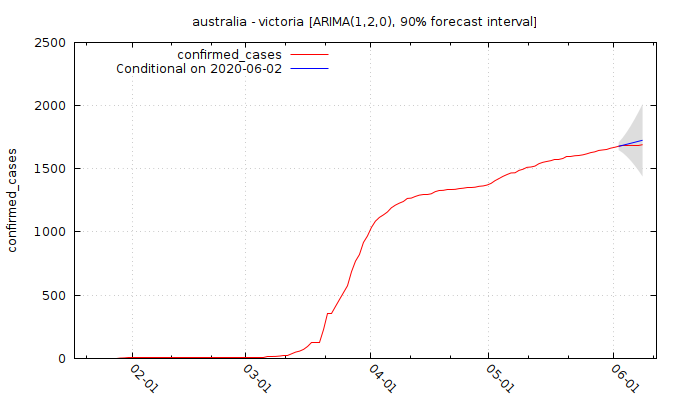 australia - victoria [ARIMA(1,2,0), 90% forecast interval]
confirmed_cases
Conditional on 2020-06-02
confirmed_cases
2500
2000
1500
1000
500
0
02-01
03-01
04-01
05-01
06-01